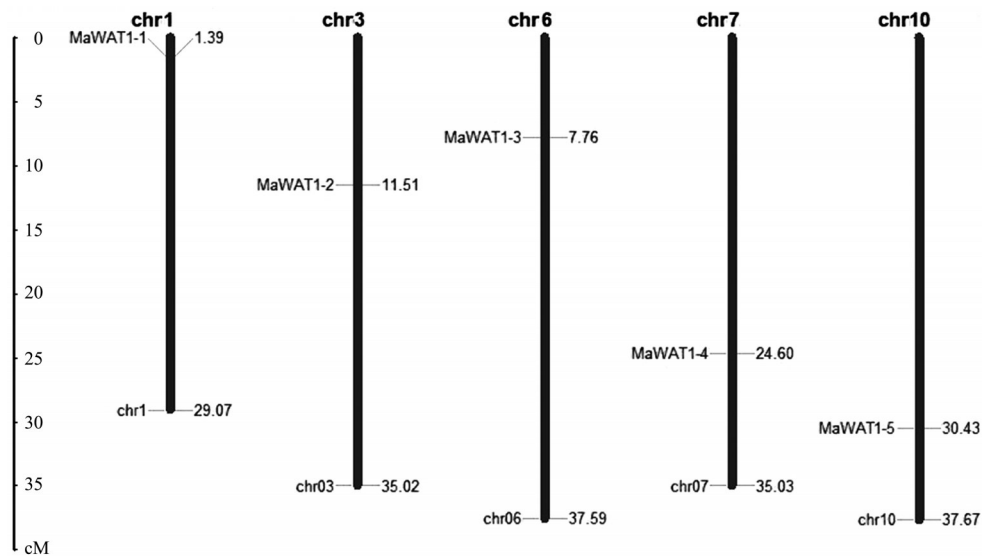 chr1 chr3 chr6 chr7 chr10
0 MaWAT1-1 1.39
5
MaWAT1-3 7.76
10
MaWAT1-2 11.51
15
20
25 MaWAT1-4 24.60
chr1 29.07
30 MaWAT1-5 30.43
35 chr03 35.02 chr07 35.03
chr06 37.59 chr10 37.67
cM